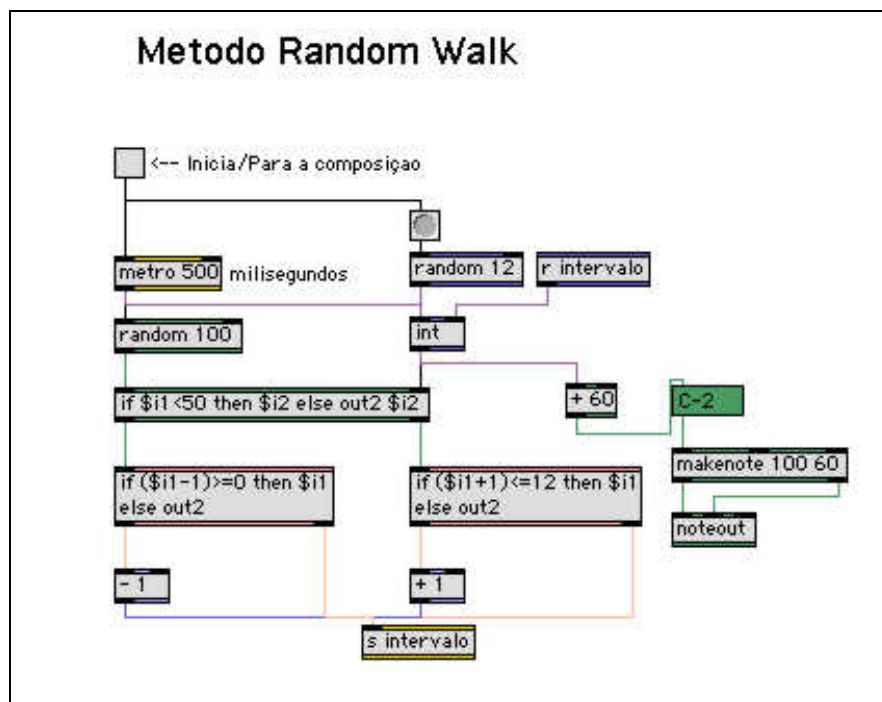 Metodo Random Walk
<-- Inicia/Para a composiçao
metro 500
milisegundos
random 12
r intervalo
random 100
int
if $i1 <50 then $i2 else out2 $i2
+ 60
C-2
if ($i1-1)>=0 then $i1
else out2
if ($i1+1)<=12 then $i1
else out2
makenote 100 60
noteout
- 1
+ 1
s intervalo